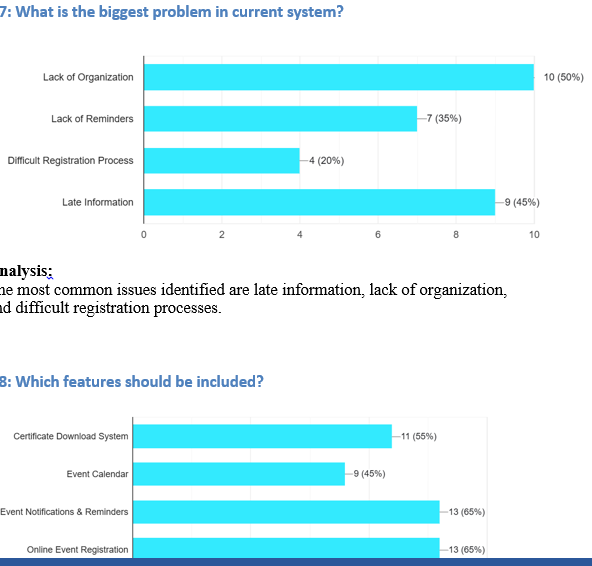 7: What is the biggest problem in current system?
Lack of Organization 10 (50%)
Lack of Reminders 7 (35%)
Difficult Registration Process 4 (20%)
Late Information 9 (45%)
0 2 4 6 8 10
nalysis:
he most common issues identified are late information, lack of organization,
nd difficult registration processes.
8: Which features should be included?
Certificate Download System 11 (55%)
Event Calendar 9 (45%)
Event Notifications & Reminders 13 (65%)
Online Event Registration 13 (65%)